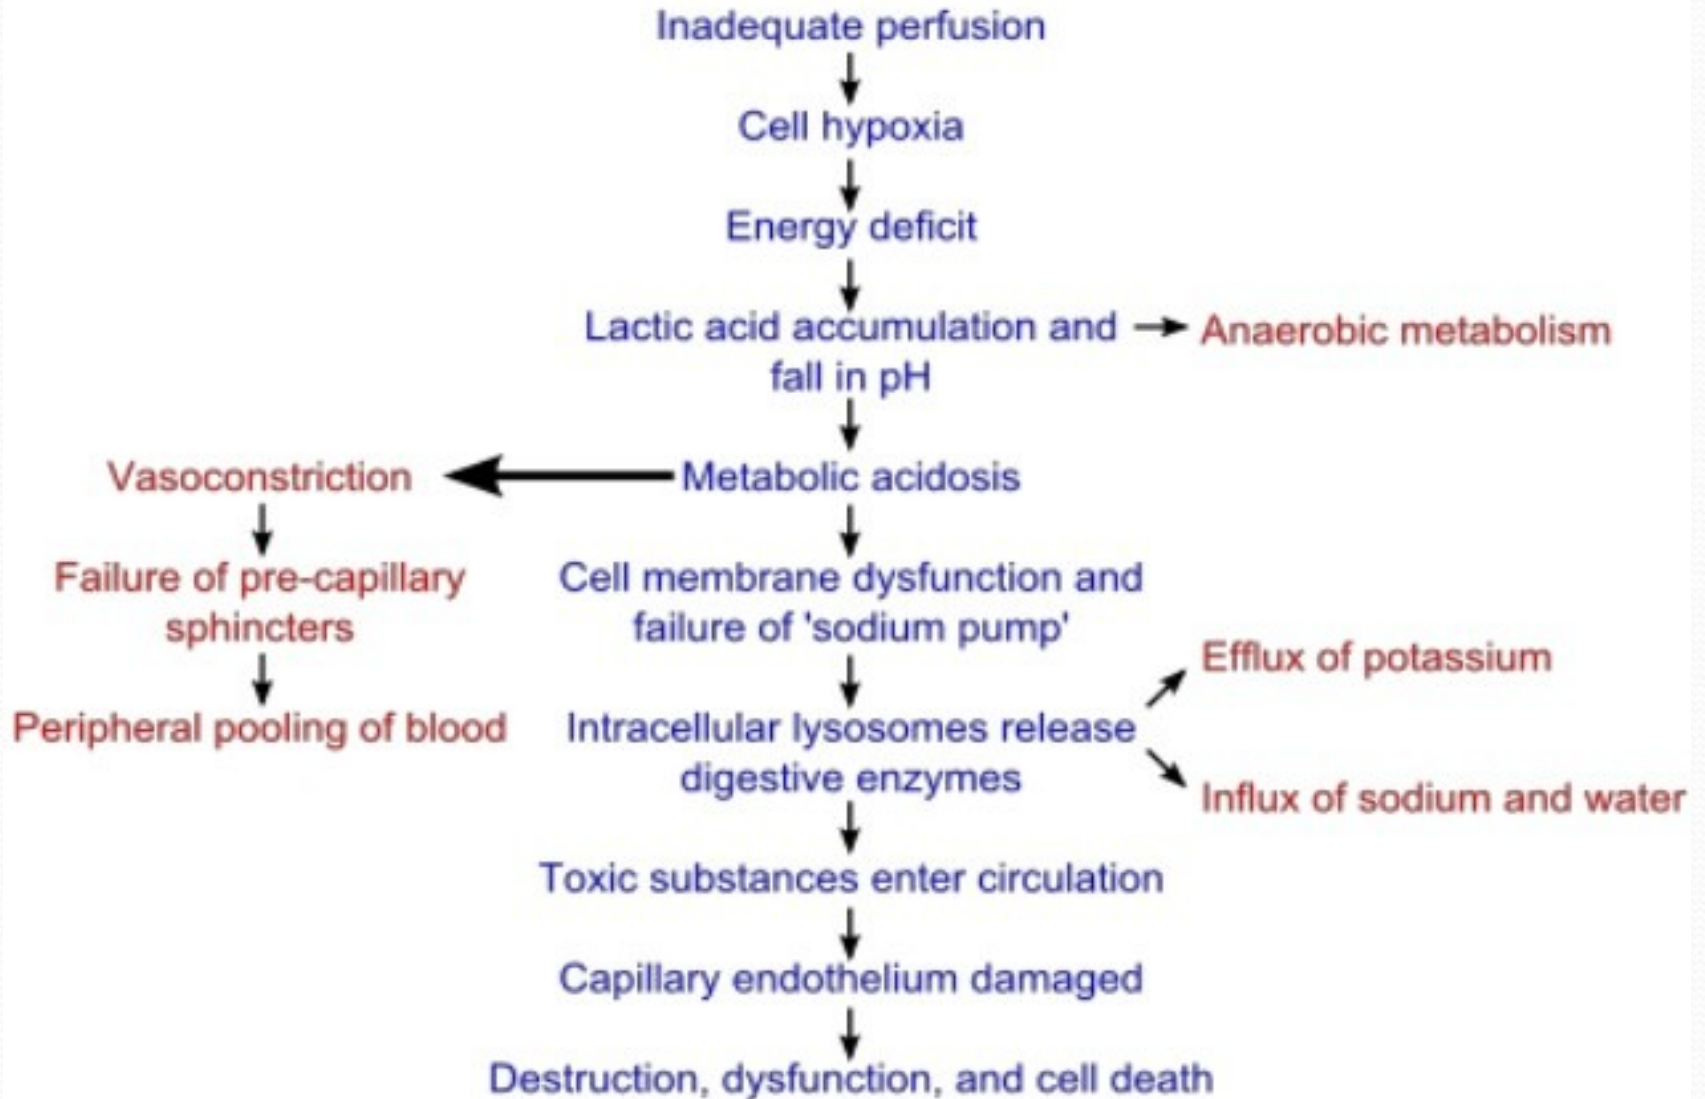 Inadequate perfusion
Cell hypoxia
Energy deficit
Lactic acid accumulation and
fall in pH
Anaerobic metabolism
Metabolic acidosis
Vasoconstriction
Failure of pre-capillary
sphincters
Peripheral pooling of blood
Cell membrane dysfunction and
failure of 'sodium pump'
Intracellular lysosomes release
digestive enzymes
Efflux of potassium
Influx of sodium and water
Toxic substances enter circulation
Capillary endothelium damaged
Destruction, dysfunction, and cell death